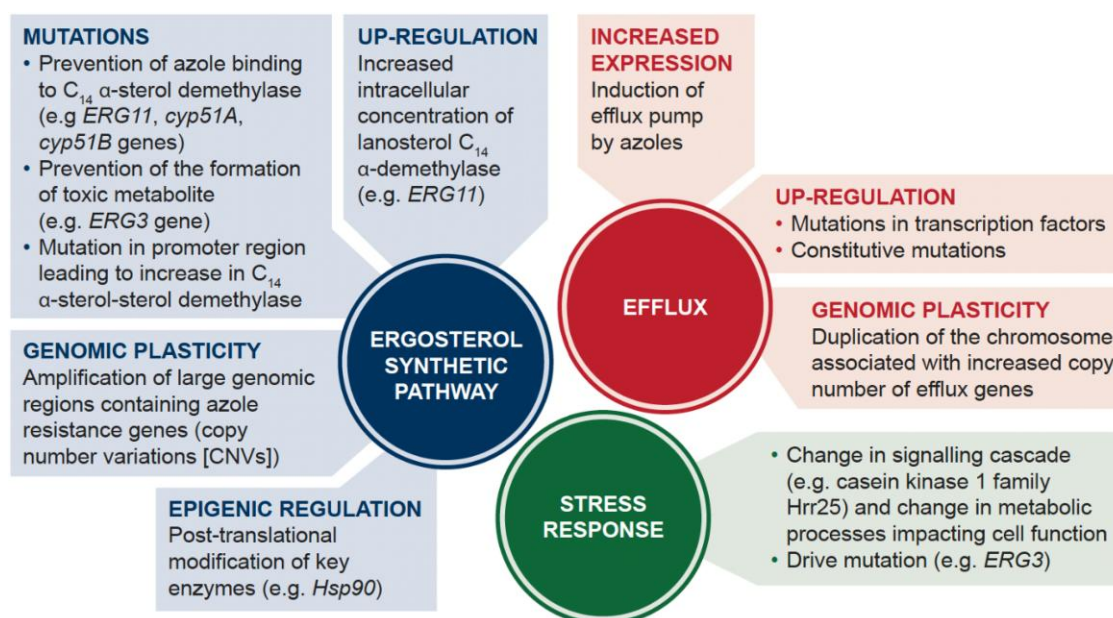 MUTATIONS
• Prevention of azole binding
to C₁₄ α-sterol demethylase
(e.g ERG11, cyp51A,
cyp51B genes)
• Prevention of the formation
of toxic metabolite
(e.g. ERG3 gene)
• Mutation in promoter region
leading to increase in C₁₄
α-sterol-sterol demethylase
UP-REGULATION
Increased
intracellular
concentration of
lanosterol C₁₄
α-demethylase
(e.g. ERG11)
INCREASED
EXPRESSION
Induction of
efflux pump
by azoles
UP-REGULATION
• Mutations in transcription factors
• Constitutive mutations
EFFLUX
GENOMIC PLASTICITY
Duplication of the chromosome
associated with increased copy
number of efflux genes
ERGOSTEROL
SYNTHETIC
PATHWAY
GENOMIC PLASTICITY
Amplification of large genomic
regions containing azole
resistance genes (copy
number variations [CNVs])
EPIGENIC REGULATION
Post-translational
modification of key
enzymes (e.g. Hsp90)
STRESS
RESPONSE
• Change in signalling cascade
(e.g. casein kinase 1 family
Hrr25) and change in metabolic
processes impacting cell function
• Drive mutation (e.g. ERG3)